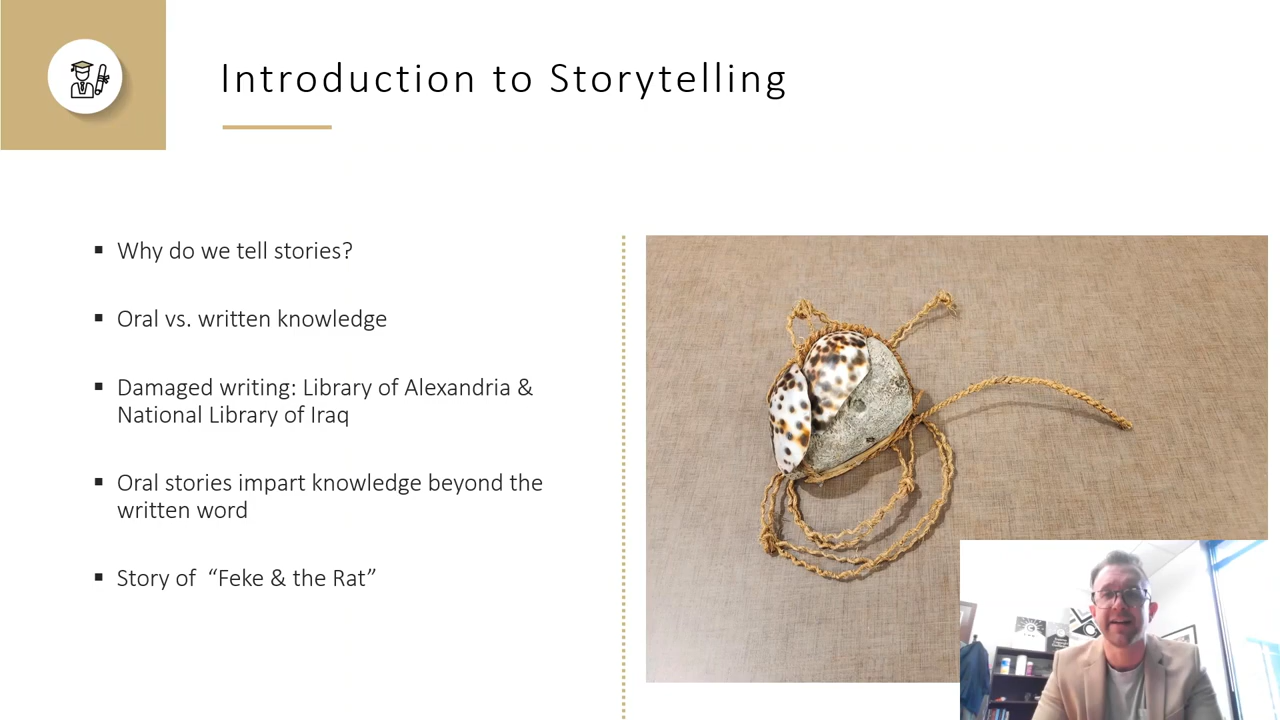 Introduction to Storytelling
▪ Why do we tell stories?
▪ Oral vs. written knowledge
▪ Damaged writing: Library of Alexandria &
National Library of Iraq
▪ Oral stories impart knowledge beyond the
written word
▪ Story of “Feke & the Rat”